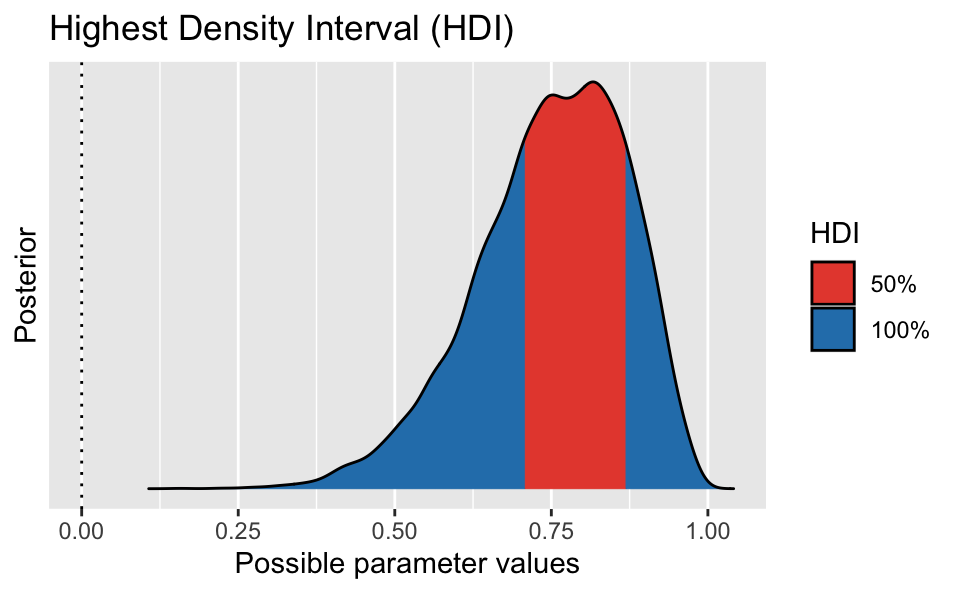 Highest Density Interval (HDI)
Posterior
HDI
50%
100%
0.00 0.25 0.50 0.75 1.00
Possible parameter values